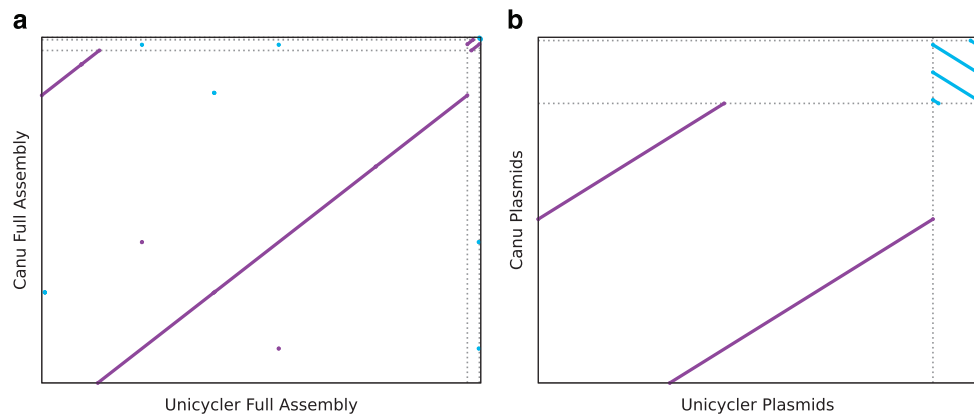 a
b
Canu Full Assembly
Unicycler Full Assembly
Canu Plasmids
Unicycler Plasmids